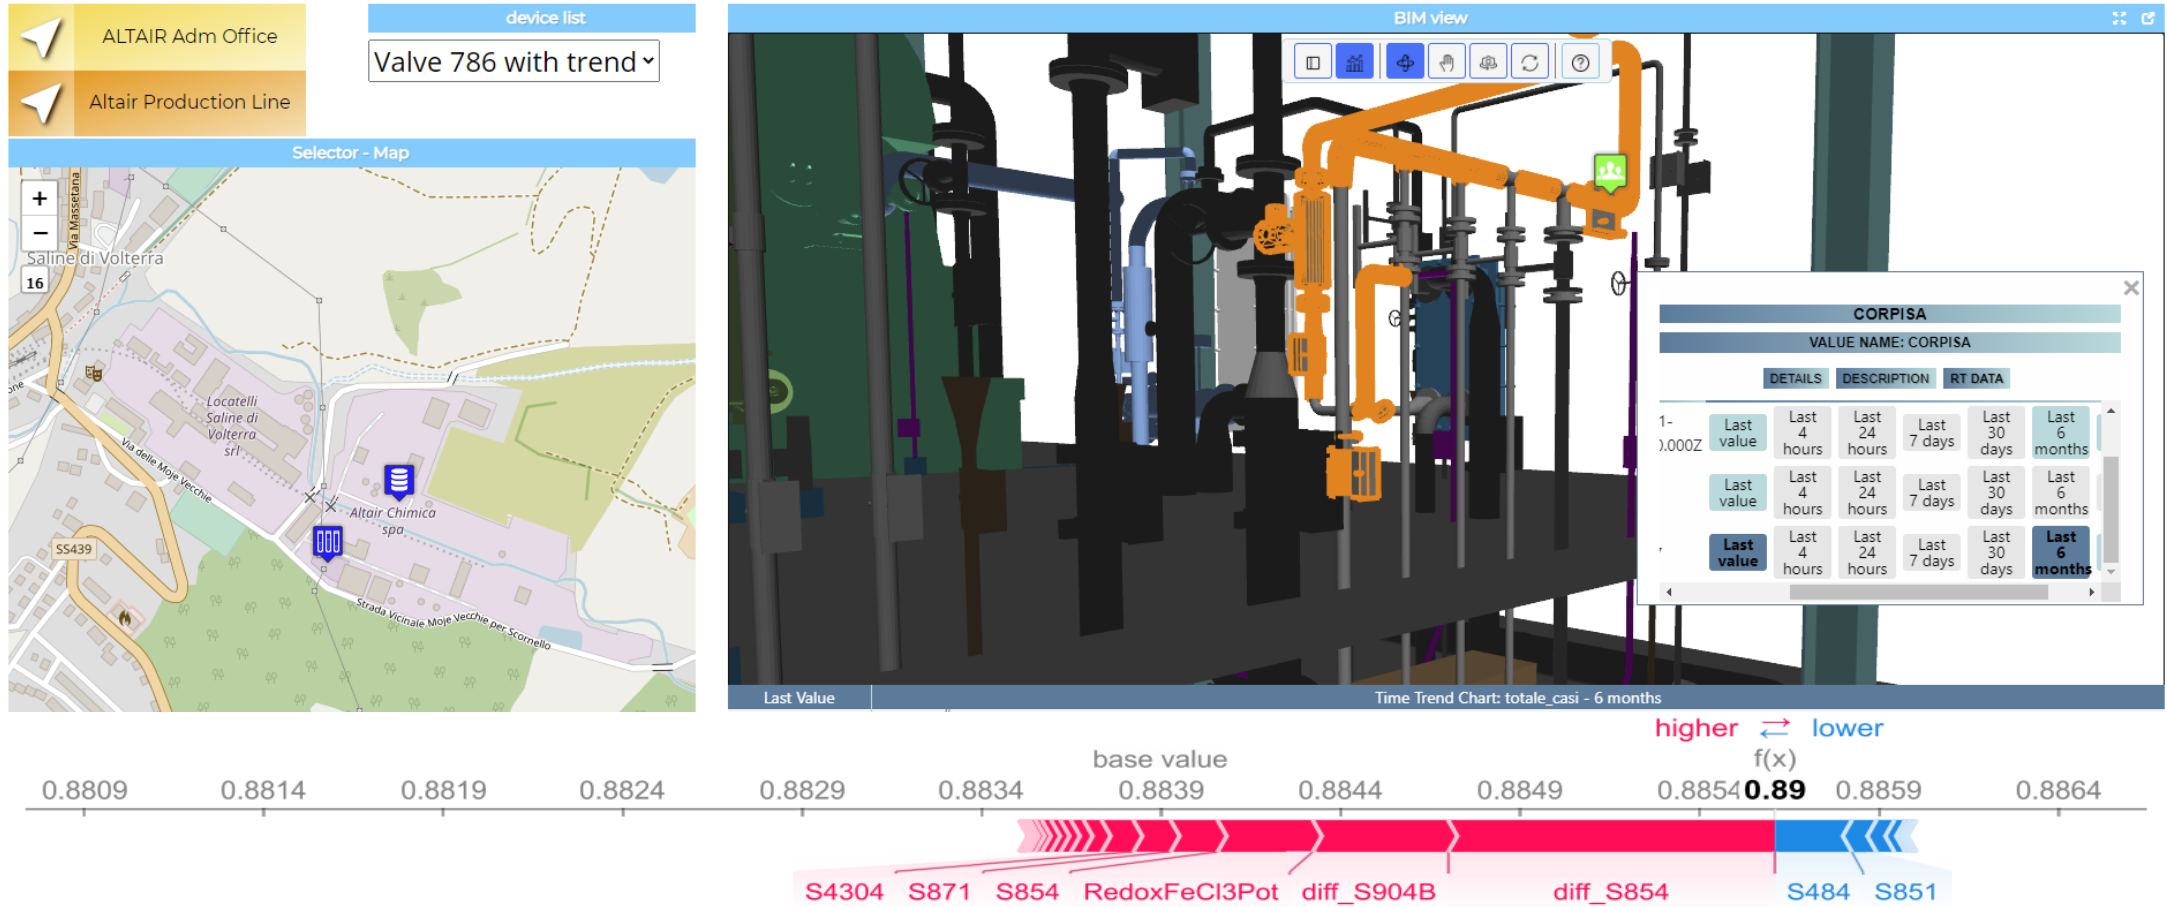 ALTAIR Adm Office
Altair Production Line
device list
Valve 786 with trend
Selector - Map
+
−
16
Via Massetana
Saline di Volterra
one
Locatelli
Saline di
Volterra
srl
Via delle Moje Vecchie
Altair Chimica
spa
SS439
Strada Vicinale Moje Vecchie per Scornello
BIM view
CORPISA
VALUE NAME: CORPISA
DETAILS DESCRIPTION RT DATA
1-
0.000Z
Last value Last 4 hours Last 24 hours Last 7 days Last 30 days Last 6 months
Last value Last 4 hours Last 24 hours Last 7 days Last 30 days Last 6 months
Last value Last 4 hours Last 24 hours Last 7 days Last 30 days Last 6 months
Last Value Time Trend Chart: totale_casi - 6 months
higher lower
base value f(x)
0.8809 0.8814 0.8819 0.8824 0.8829 0.8834 0.8839 0.8844 0.8849 0.8854 0.89 0.8859 0.8864
S4304 S871 S854 RedoxFeCl3Pot diff_S904B diff_S854 S484 S851